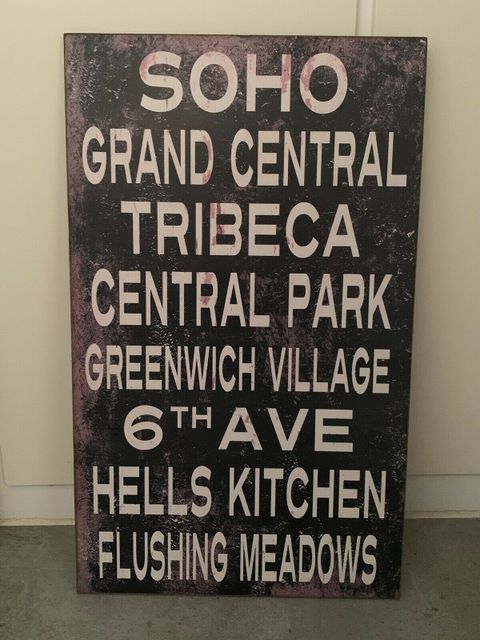 SOHO
GRAND CENTRAL
TRIBECA
CENTRAL PARK
GREENWICH VILLAGE
6TH AVE
HELLS KITCHEN
FLUSHING MEADOWS